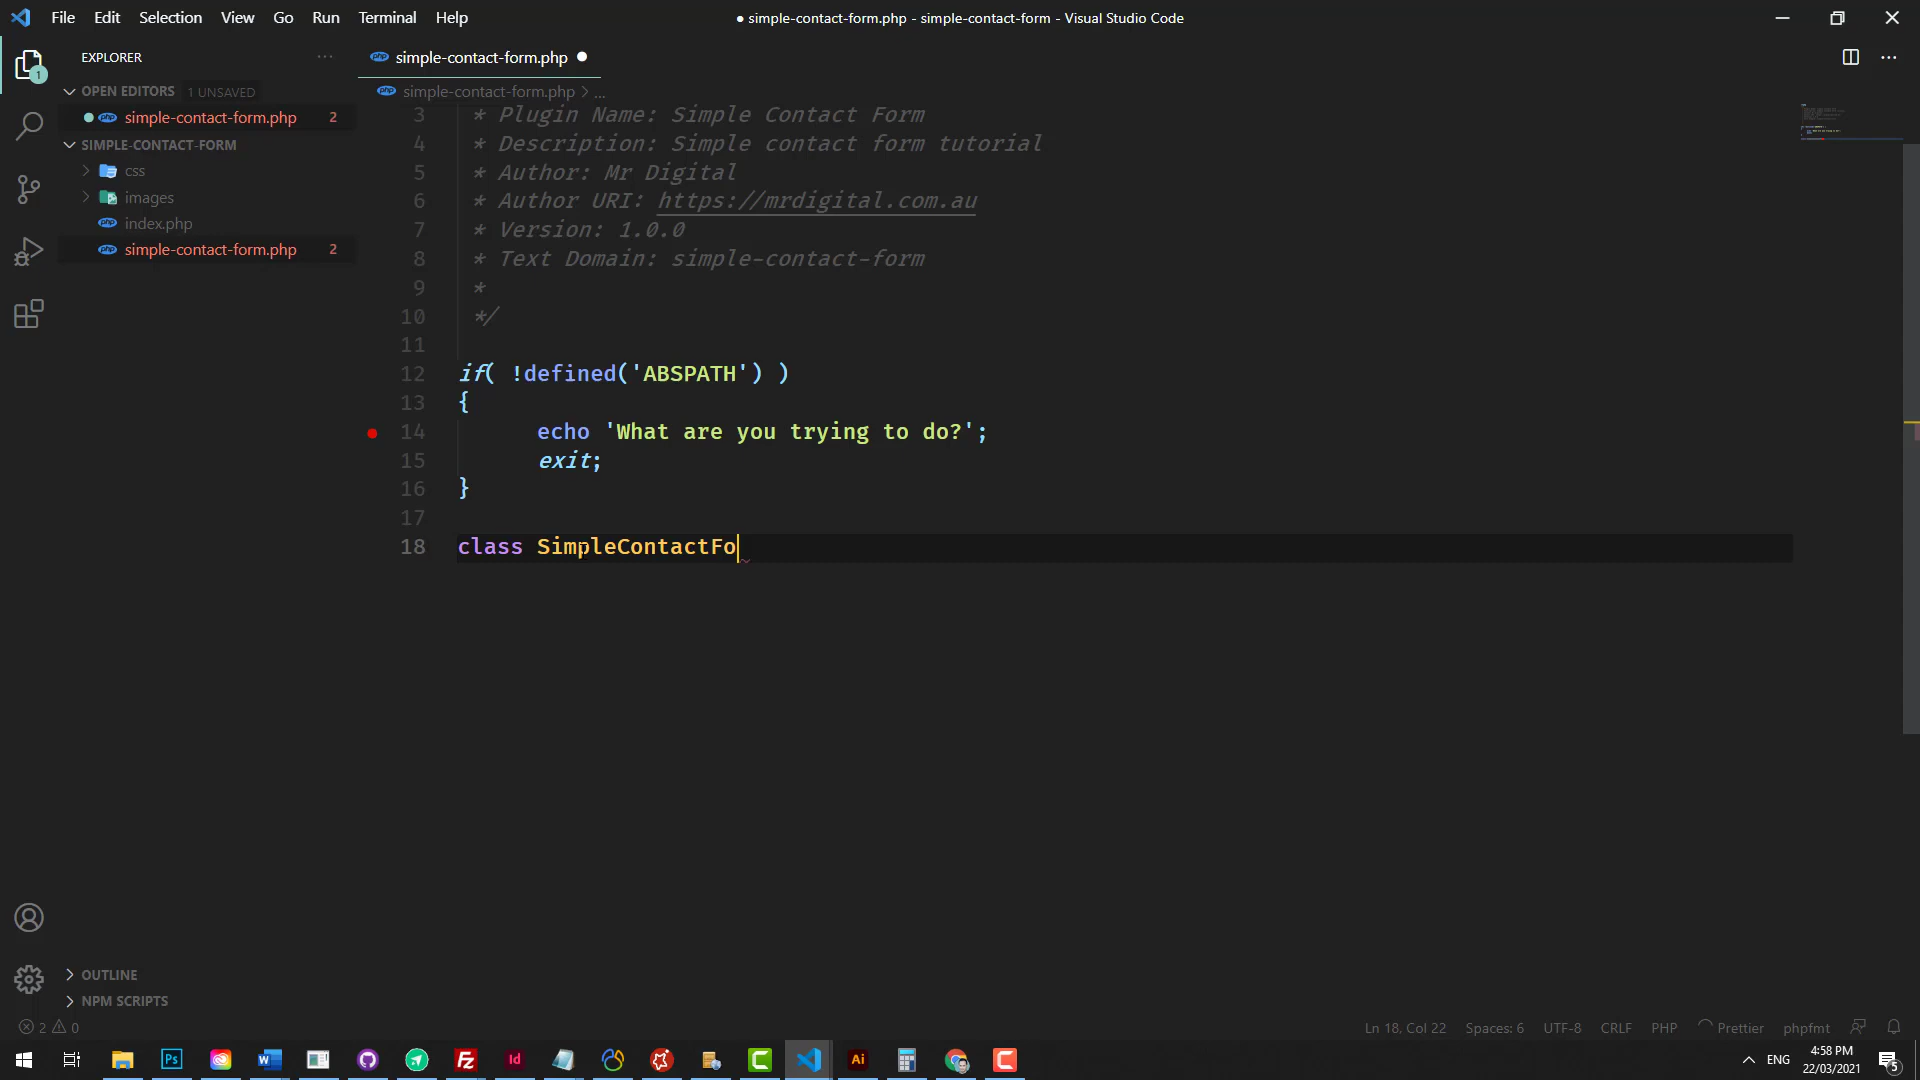 File Edit Selection View Go Run Terminal Help
● simple-contact-form.php - simple-contact-form - Visual Studio Code
EXPLORER
OPEN EDITORS 1 UNSAVED
simple-contact-form.php 2
SIMPLE-CONTACT-FORM
css
images
index.php
simple-contact-form.php 2
OUTLINE
NPM SCRIPTS
1
simple-contact-form.php ●
simple-contact-form.php > ...
3 * Plugin Name: Simple Contact Form
4 * Description: Simple contact form tutorial
5 * Author: Mr Digital
6 * Author URI: https://mrdigital.com.au
7 * Version: 1.0.0
8 * Text Domain: simple-contact-form
9 *
10 */
11
12 if( !defined('ABSPATH') )
13 {
14 echo 'What are you trying to do?';
15 exit;
16 }
17
18 class SimpleContactFo
2 0
Ln 18, Col 22 Spaces: 6 UTF-8 CRLF PHP Prettier phpfmt
Ps W Fz Id Ai
ENG
4:58 PM
22/03/2021
5